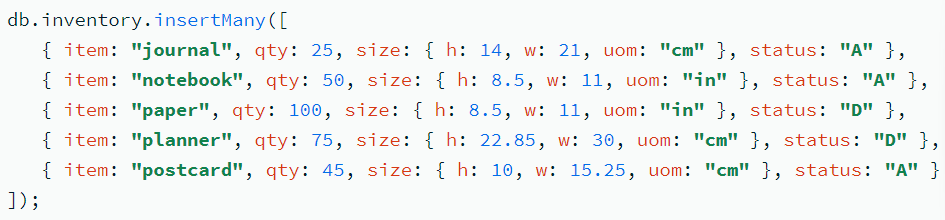 db.inventory.insertMany([
   { item: "journal", qty: 25, size: { h: 14, w: 21, uom: "cm" }, status: "A" },
   { item: "notebook", qty: 50, size: { h: 8.5, w: 11, uom: "in" }, status: "A" },
   { item: "paper", qty: 100, size: { h: 8.5, w: 11, uom: "in" }, status: "D" },
   { item: "planner", qty: 75, size: { h: 22.85, w: 30, uom: "cm" }, status: "D" },
   { item: "postcard", qty: 45, size: { h: 10, w: 15.25, uom: "cm" }, status: "A" }
]);